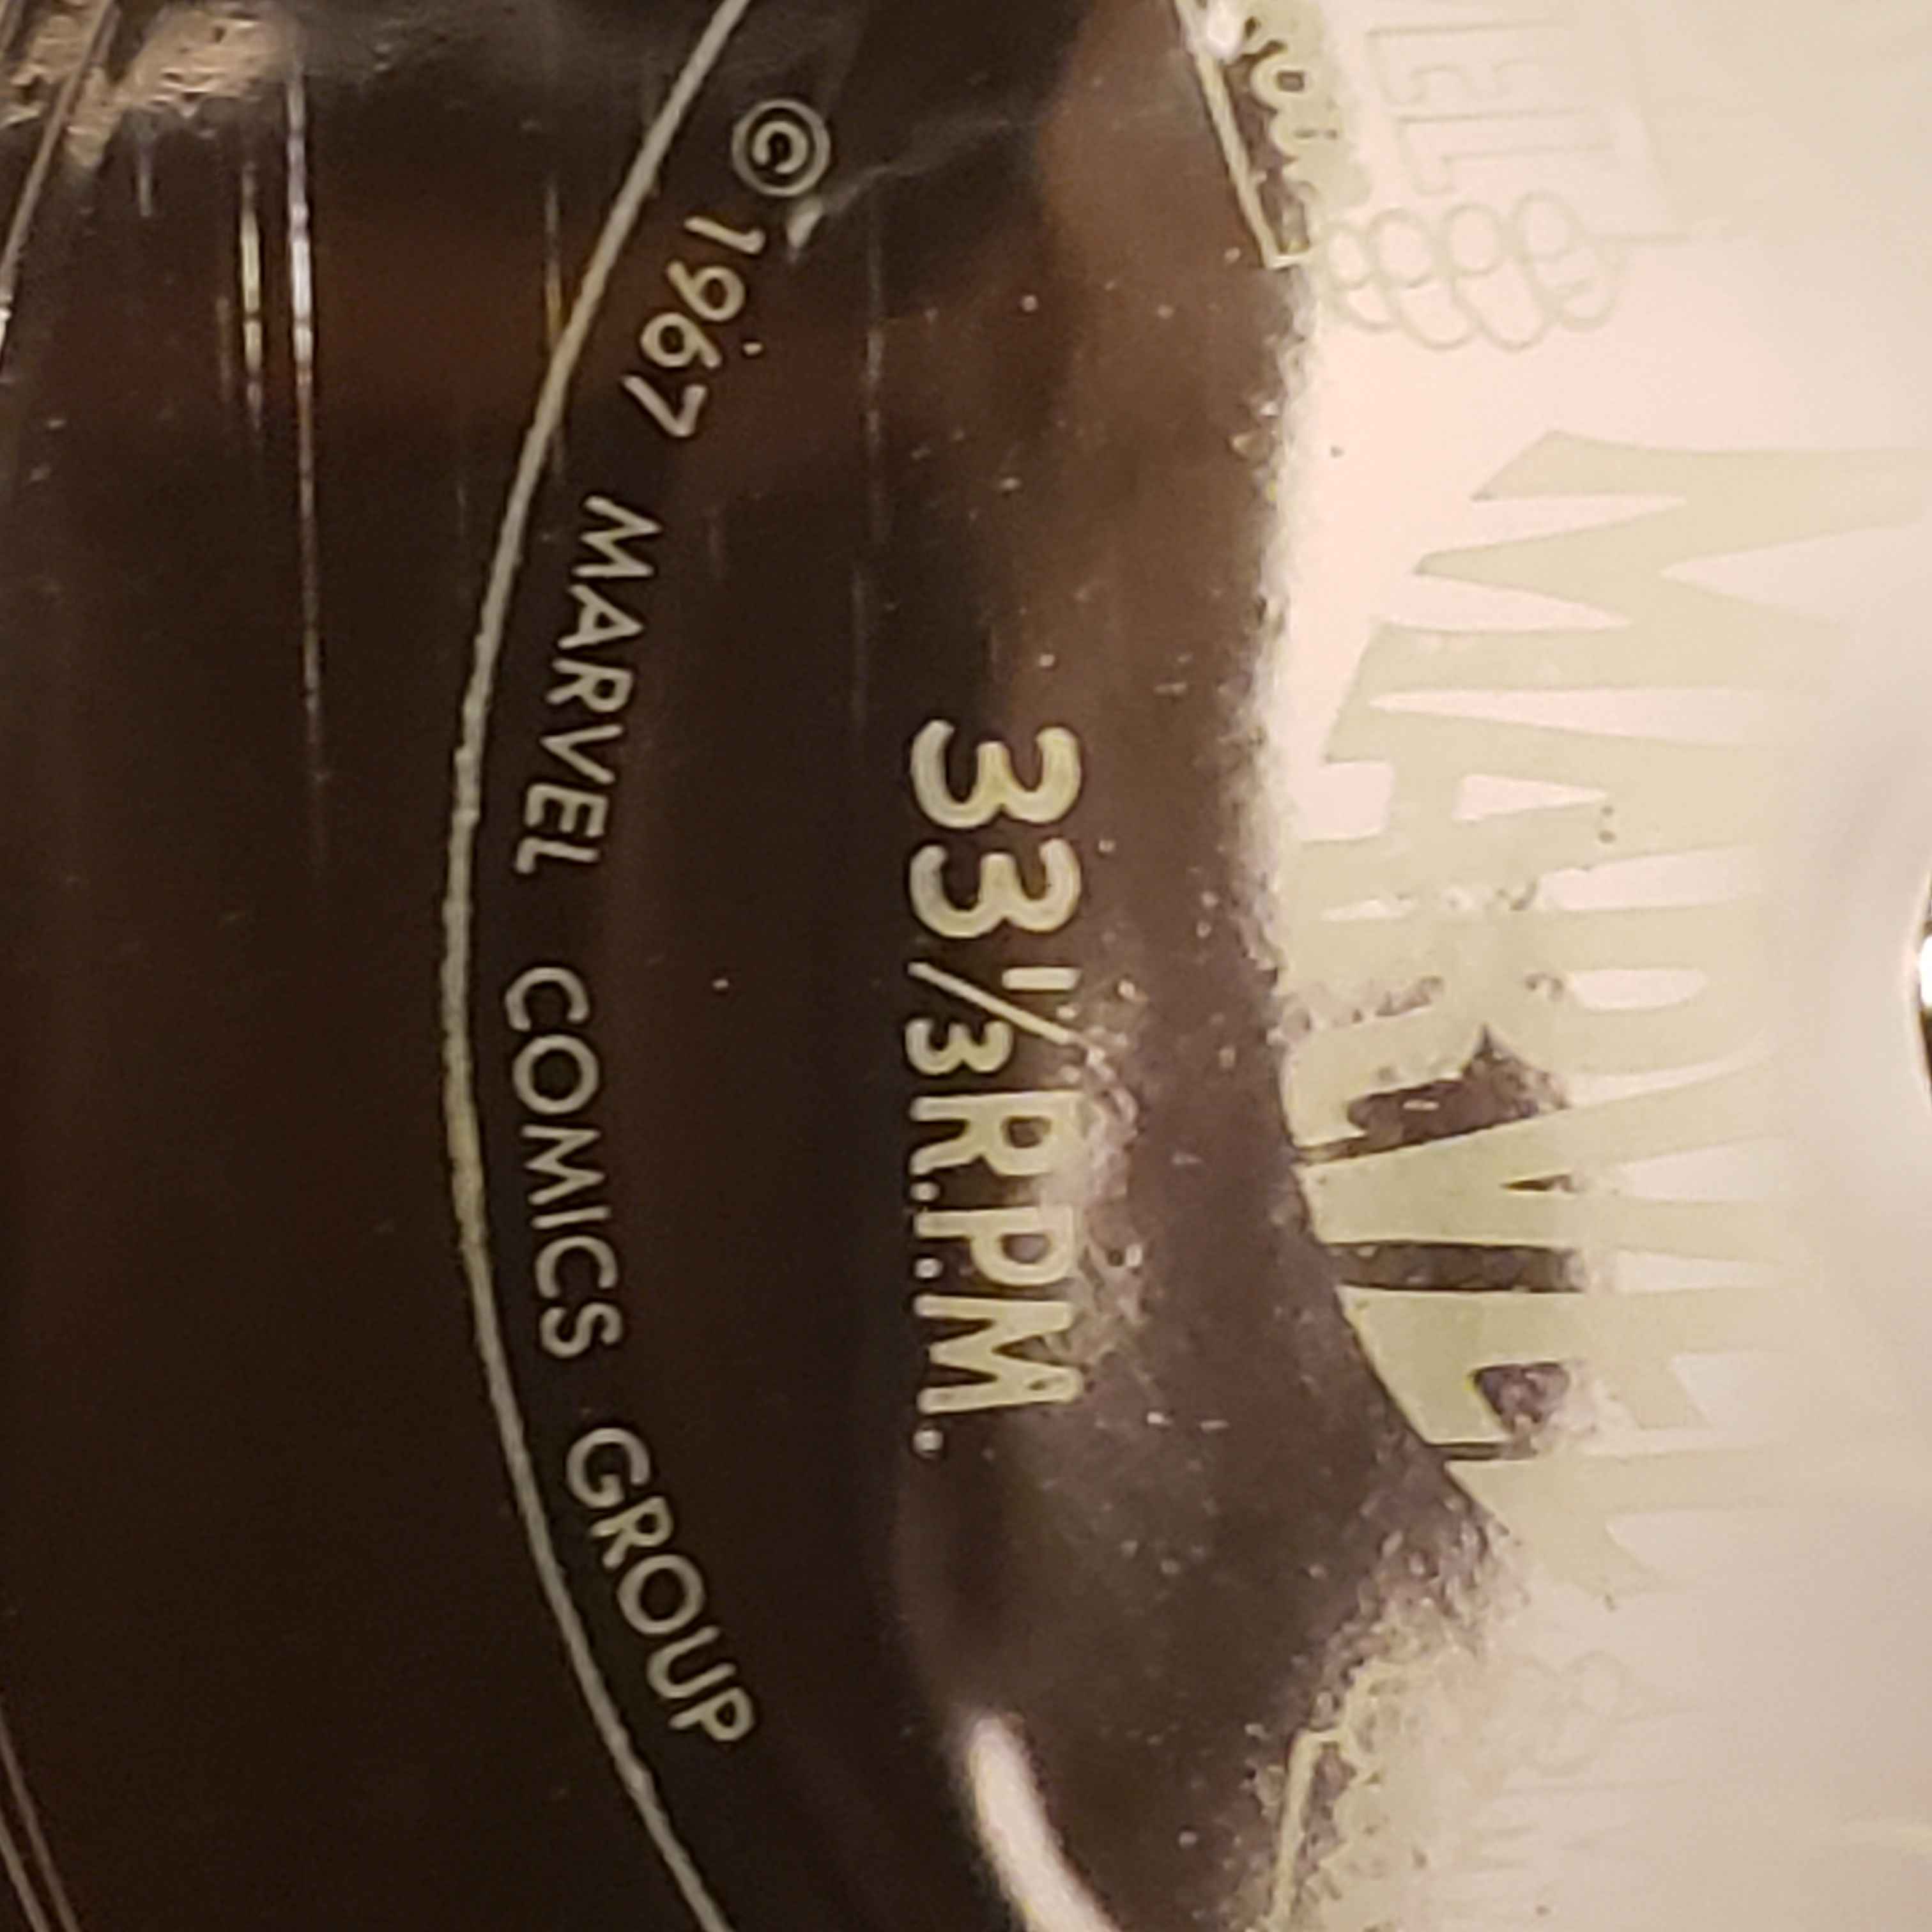 MARVEL
33⅓ R.P.M.
© 1967 MARVEL COMICS GROUP